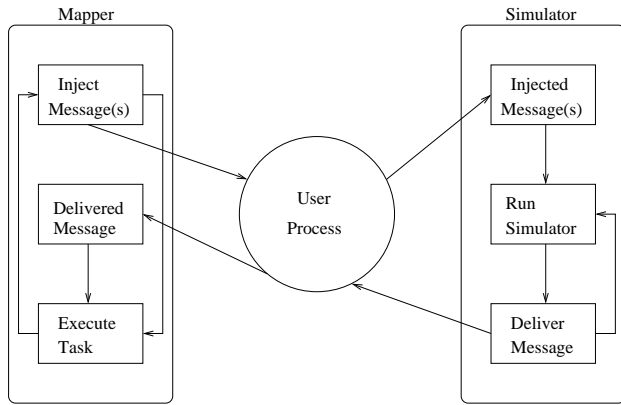 Mapper
Simulator
Inject
Message(s)
Injected
Message(s)
Delivered
Message
User
Process
Run
Simulator
Execute
Task
Deliver
Message